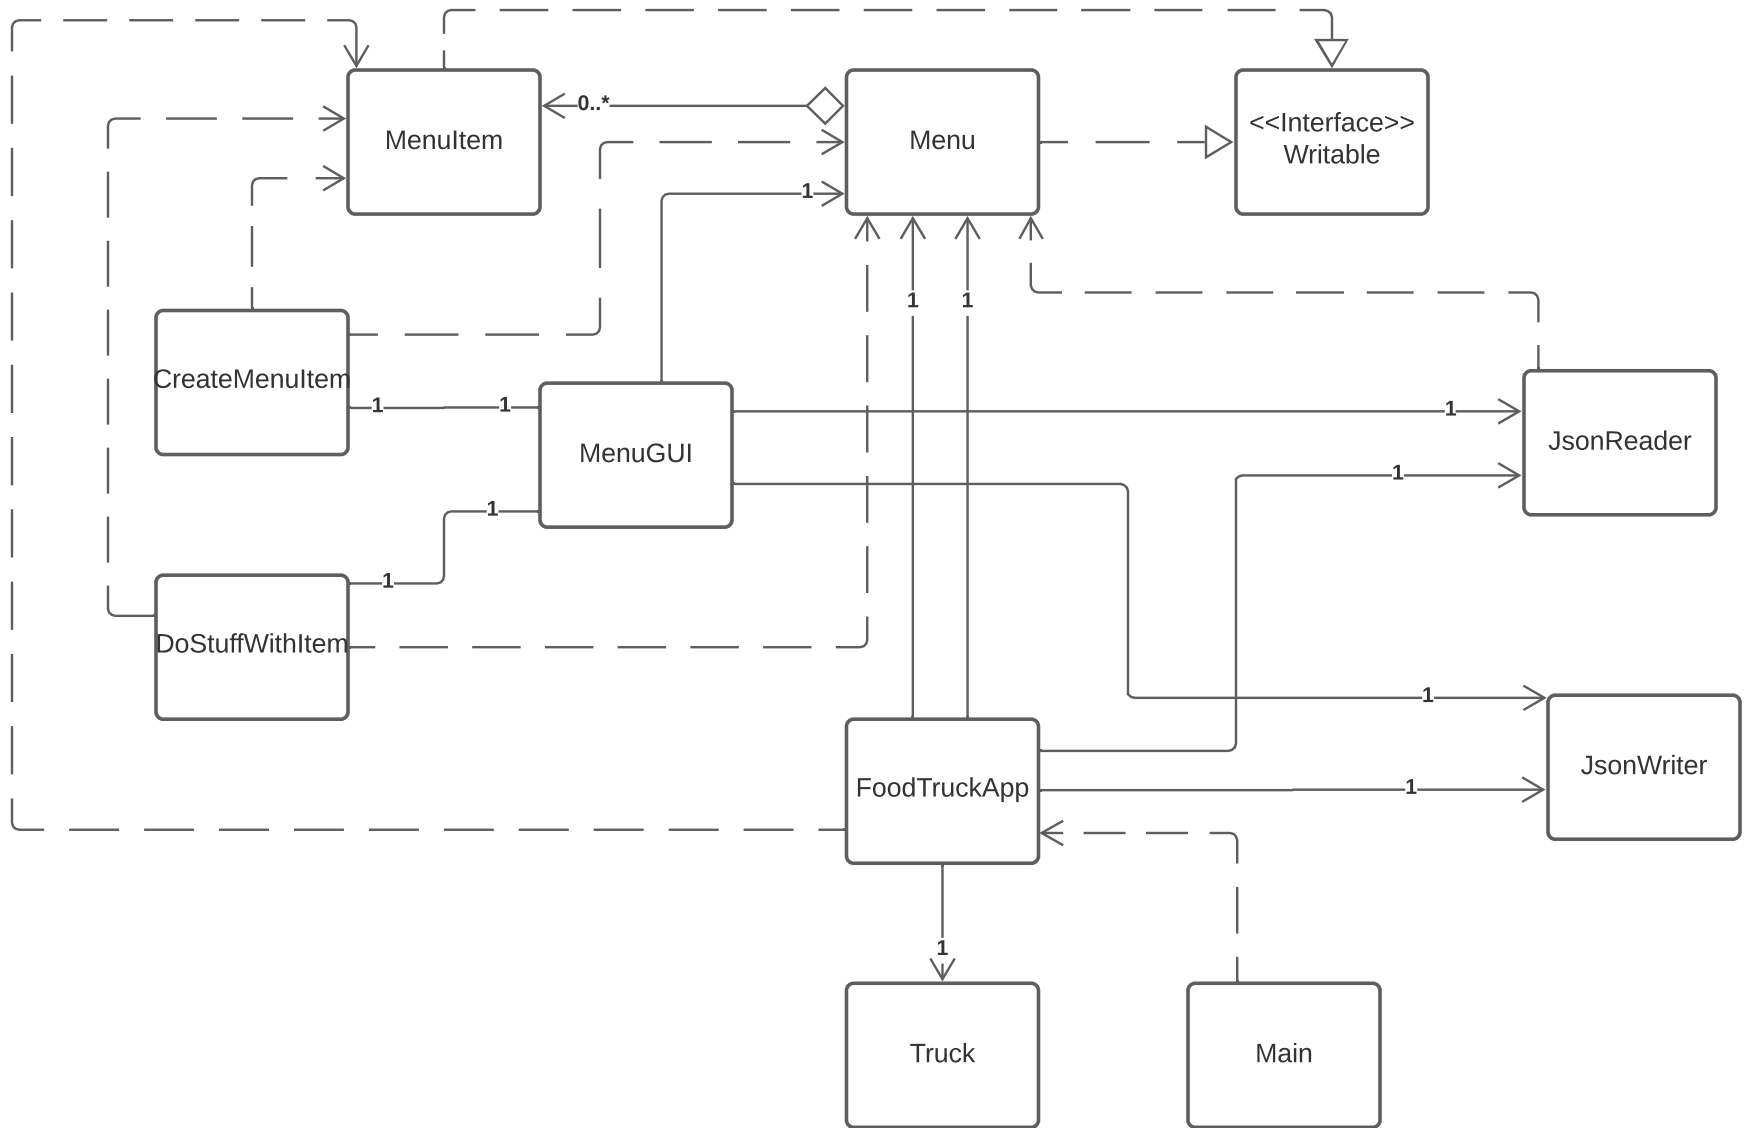 0..*
MenuItem
Menu
<<Interface>>
Writable
1
1
1
CreateMenuItem
1
1
1
MenuGUI
JsonReader
1
1
1
DoStuffWithItem
1
JsonWriter
FoodTruckApp
1
1
Truck
Main